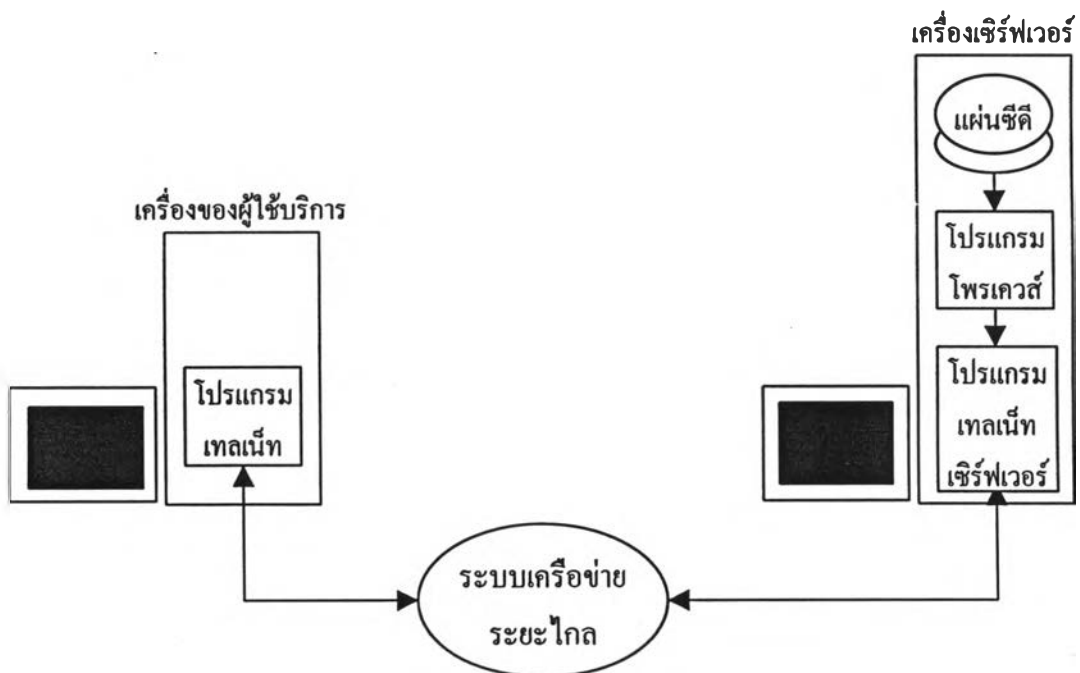 เครื่องเซิร์ฟเวอร์
แผ่นซีดี
โปรแกรม
โพรเควส์
โปรแกรม
เทลเน็ท
เซิร์ฟเวอร์
เครื่องของผู้ใช้บริการ
โปรแกรม
เทลเน็ท
ระบบเครือข่าย
ระยะไกล